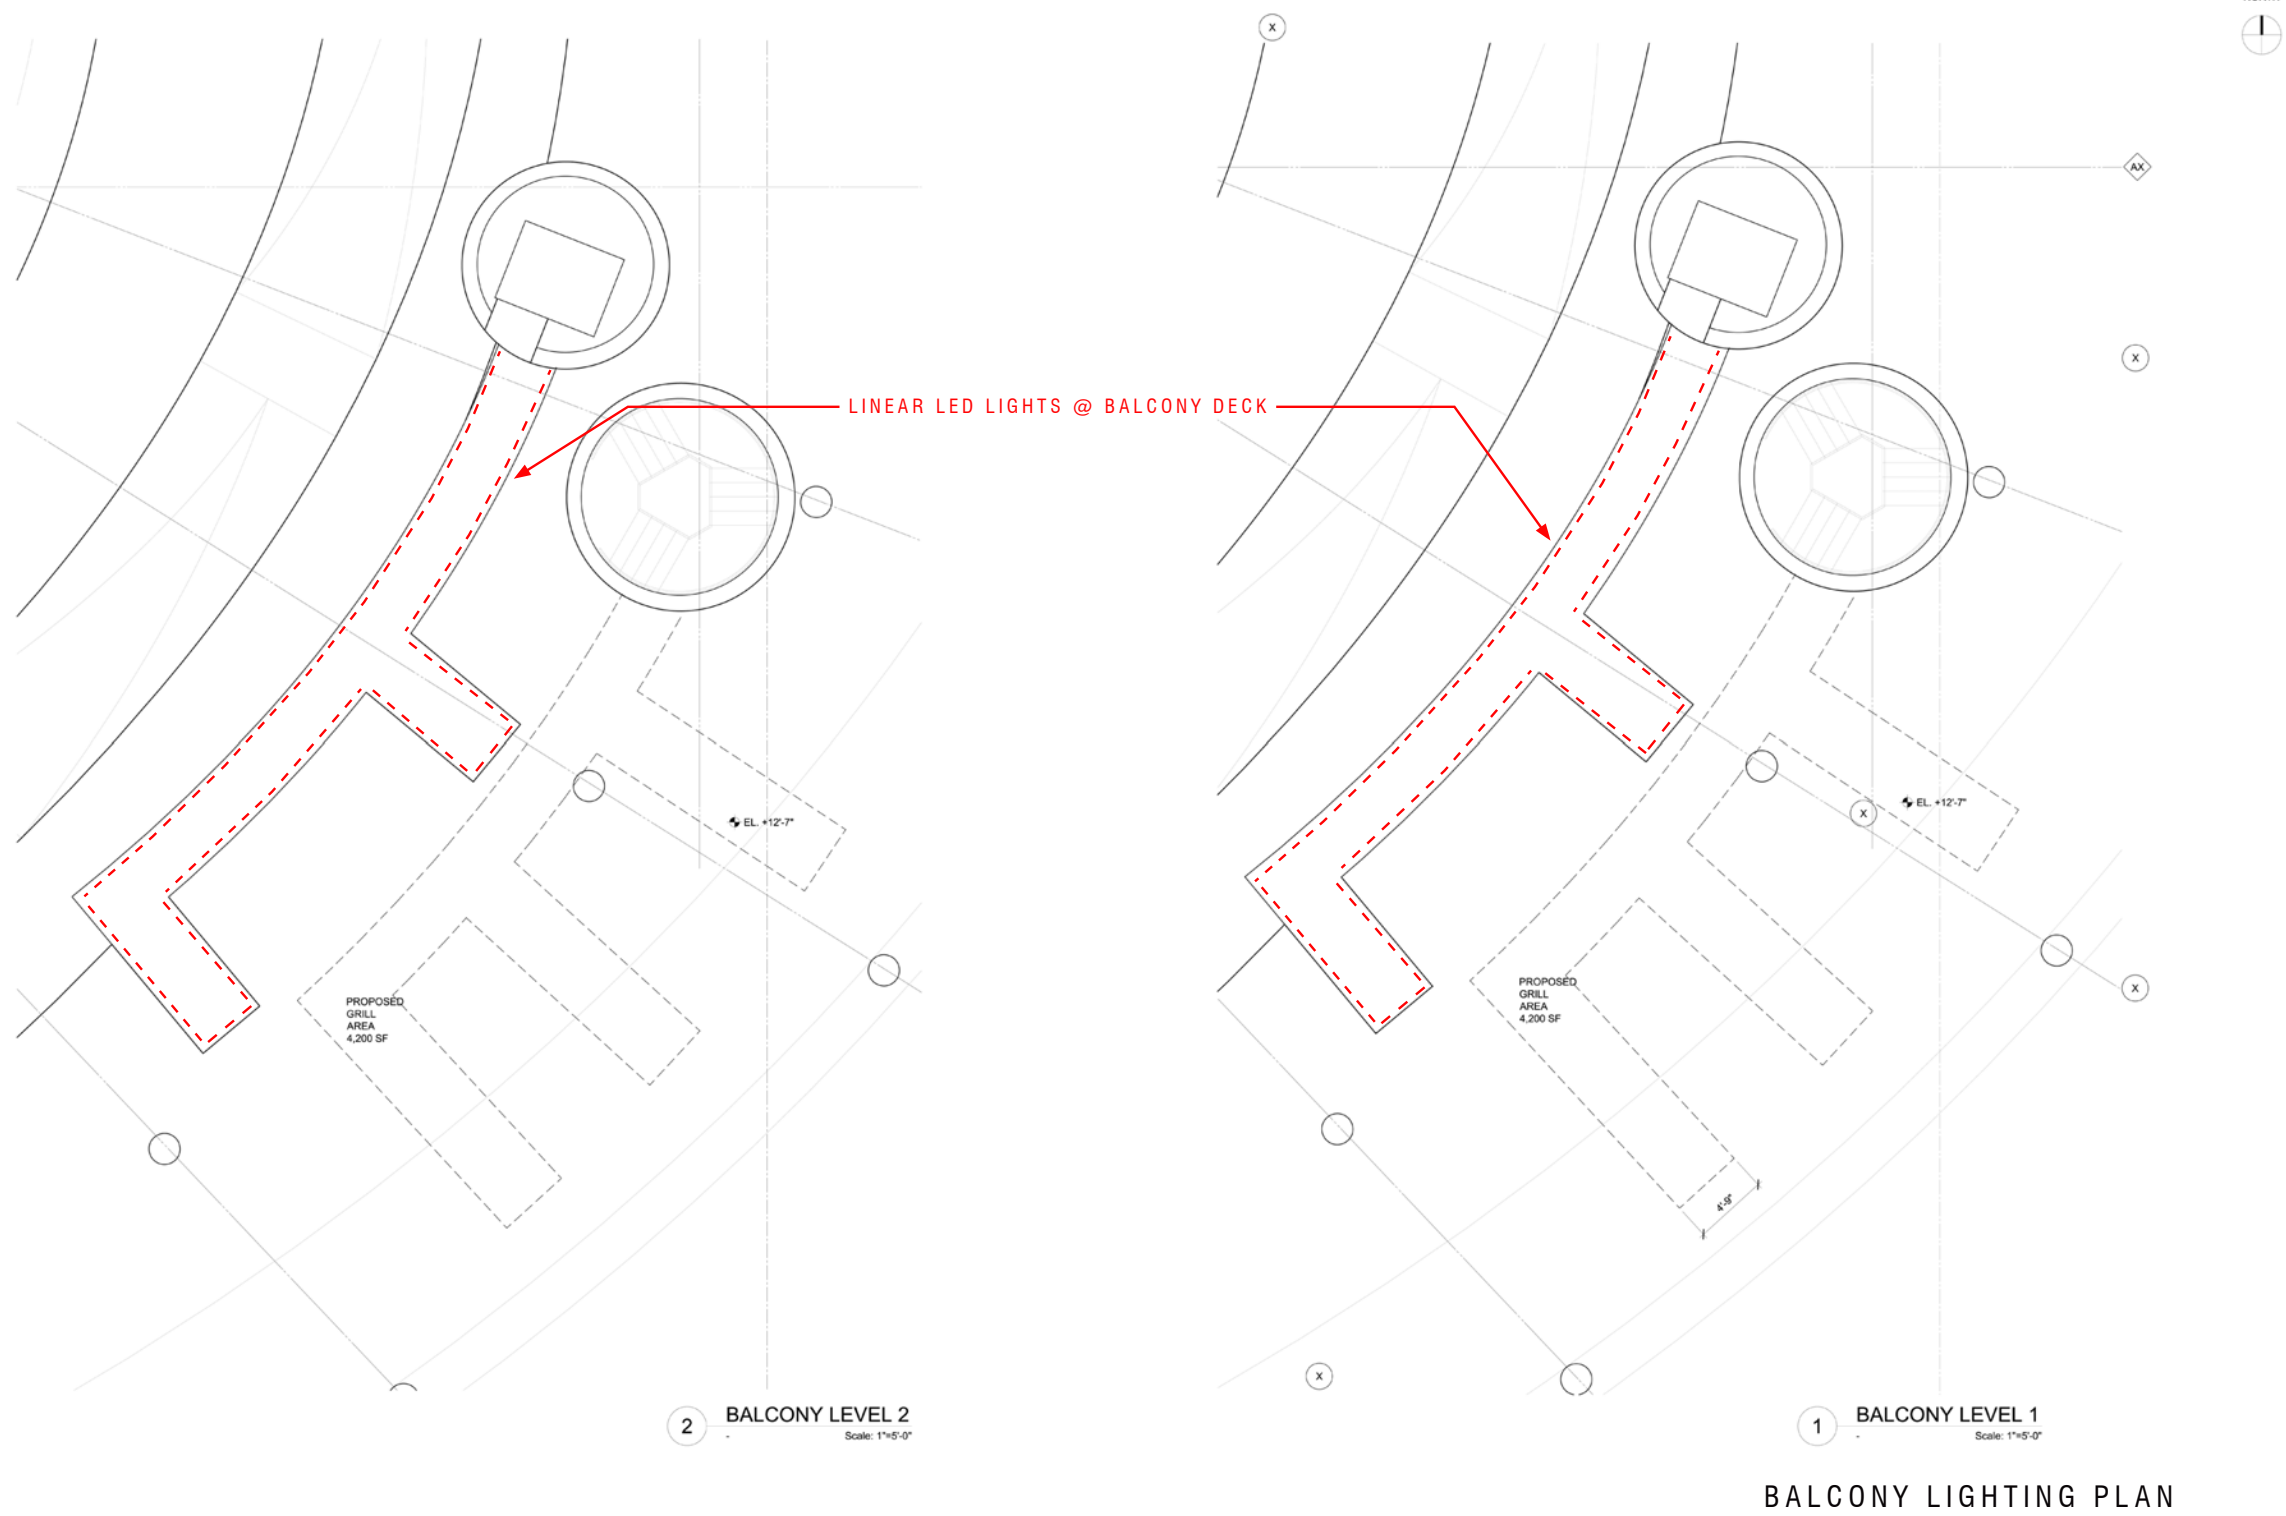 X
AX
X
LINEAR LED LIGHTS @ BALCONY DECK
EL. +12'-7"
EL. +12'-7"
X
PROPOSED
GRILL
AREA
4,200 SF
PROPOSED
GRILL
AREA
4,200 SF
X
4'-9"
X
2
BALCONY LEVEL 2
-
Scale: 1"=5'-0"
1
BALCONY LEVEL 1
-
Scale: 1"=5'-0"
BALCONY LIGHTING PLAN